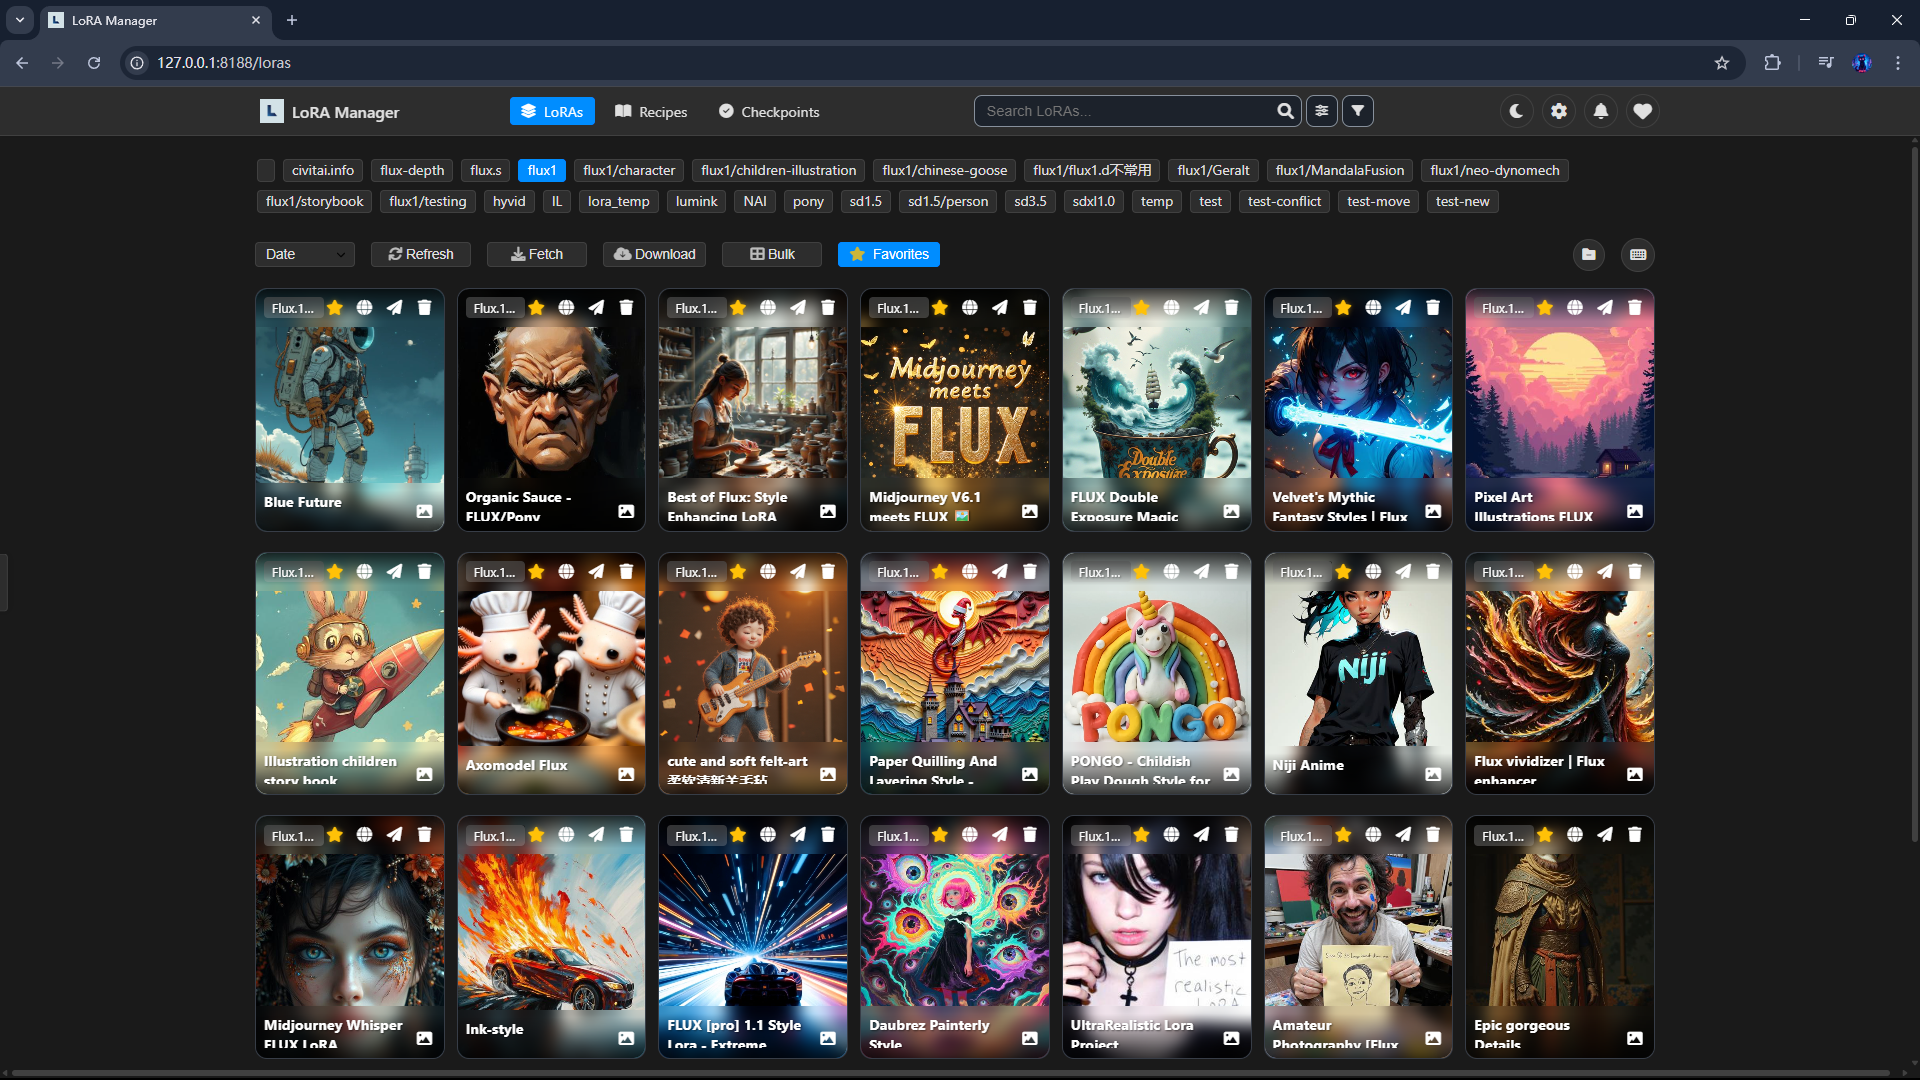 LoRA Manager
127.0.0.1:8188/loras
L LoRA Manager
LoRAs
Recipes
Checkpoints
Search LoRAs...
civitai.info flux-depth flux.s flux1 flux1/character flux1/children-illustration flux1/chinese-goose flux1/flux1.d不常用 flux1/Geralt flux1/MandalaFusion flux1/neo-dynomech
flux1/storybook flux1/testing hyvid IL lora_temp lumink NAI pony sd1.5 sd1.5/person sd3.5 sdxl1.0 temp test test-conflict test-move test-new
Date Refresh Fetch Download Bulk Favorites
Flux.1... Flux.1... Flux.1... Flux.1... Flux.1... Flux.1... Flux.1...
Midjourney
meets
FLUX
Double
Exposure
Blue Future
Organic Sauce -
FLUX/Pony
Best of Flux: Style
Enhancing LoRA
Midjourney V6.1
meets FLUX 🖼️
FLUX Double
Exposure Magic
Velvet's Mythic
Fantasy Styles | Flux
Pixel Art
Illustrations FLUX
Flux.1... Flux.1... Flux.1... Flux.1... Flux.1... Flux.1... Flux.1...
PONGO
Niji
Illustration children
story book
Axomodel Flux
cute and soft felt-art
柔软清新羊毛毡
Paper Quilling And
Layering Style -
PONGO - Childish
Play Dough Style for
Niji Anime
Flux vividizer | Flux
enhancer
Flux.1... Flux.1... Flux.1... Flux.1... Flux.1... Flux.1... Flux.1...
The most
realistic
LoRA
Midjourney Whisper
FLUX LoRA
Ink-style
FLUX [pro] 1.1 Style
Lora - Extreme
Daubrez Painterly
Style
UltraRealistic Lora
Project
Amateur
Photography [Flux
Epic gorgeous
Details